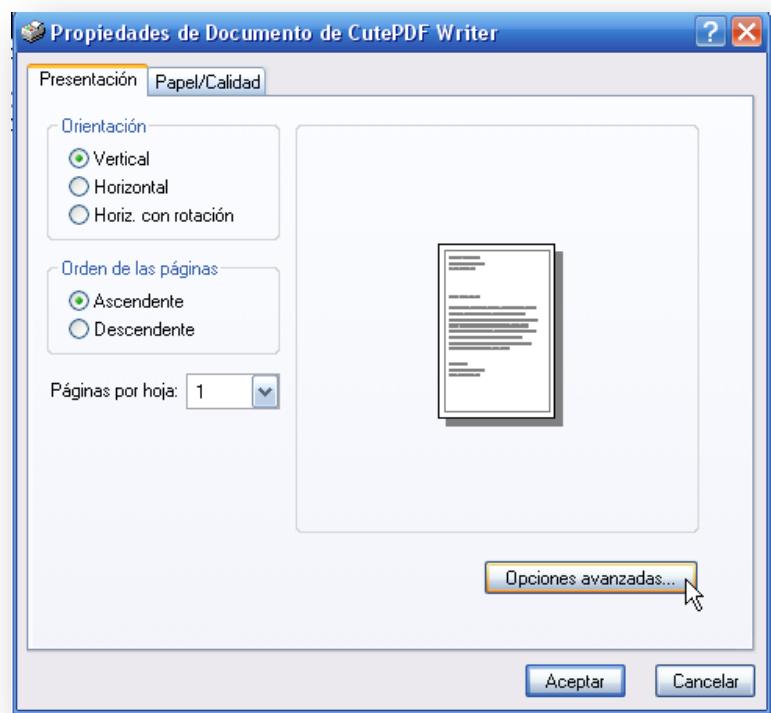 Propiedades de Documento de CutePDF Writer
Presentación Papel/Calidad
Orientación
Vertical
Horizontal
Horiz. con rotación
Orden de las páginas
Ascendente
Descendente
Páginas por hoja: 1
Opciones avanzadas...
Aceptar Cancelar